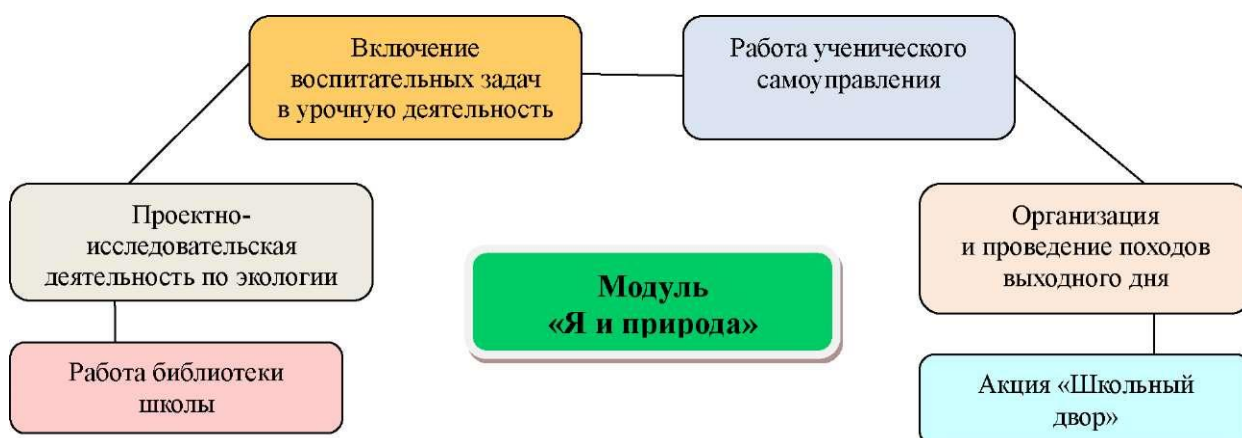 Включение
воспитательных задач
в урочную деятельность
Работа ученического
самоуправления
Проектно-
исследовательская
деятельность по экологии
Организация
и проведение походов
выходного дня
Модуль
«Я и природа»
Работа библиотеки
школы
Акция «Школьный
двор»